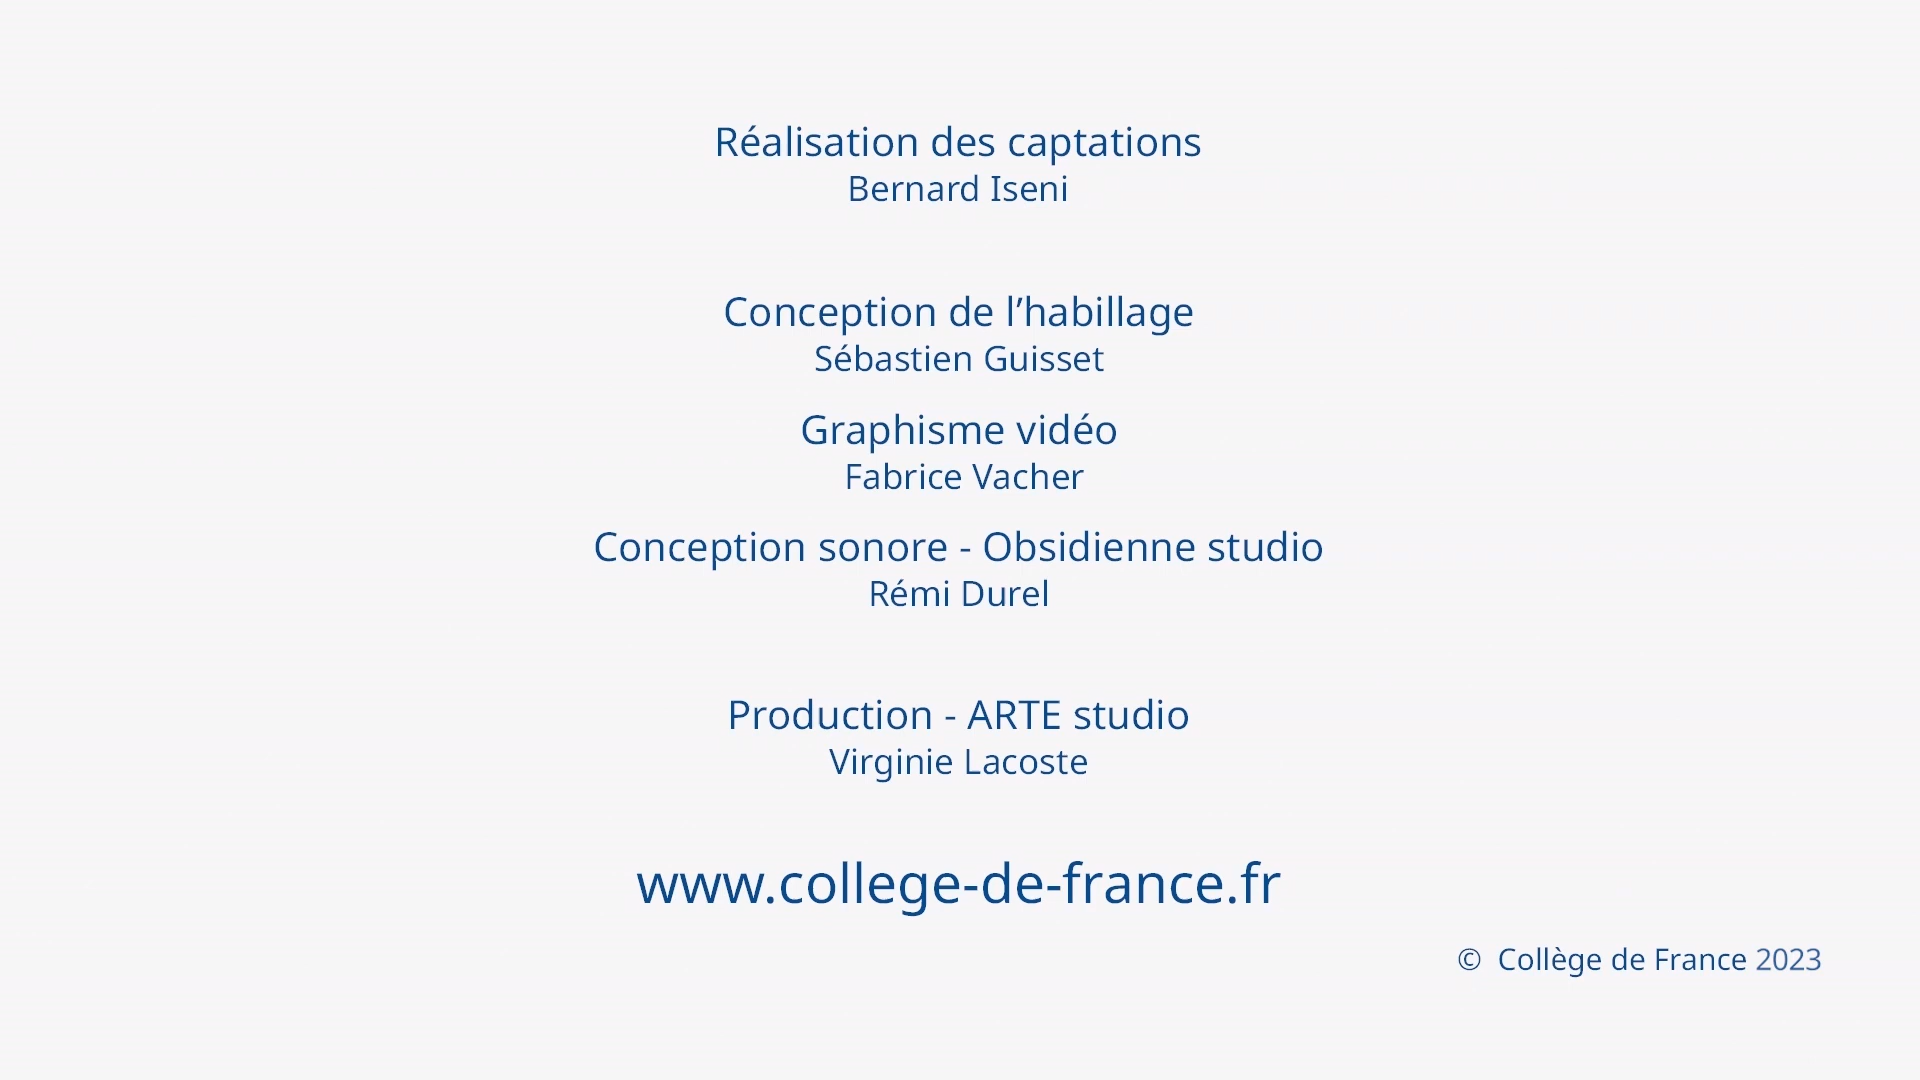 Réalisation des captations
Bernard Iseni
Conception de l’habillage
Sébastien Guisset
Graphisme vidéo
Fabrice Vacher
Conception sonore - Obsidienne studio
Rémi Durel
Production - ARTE studio
Virginie Lacoste
www.college-de-france.fr
© Collège de France 2023